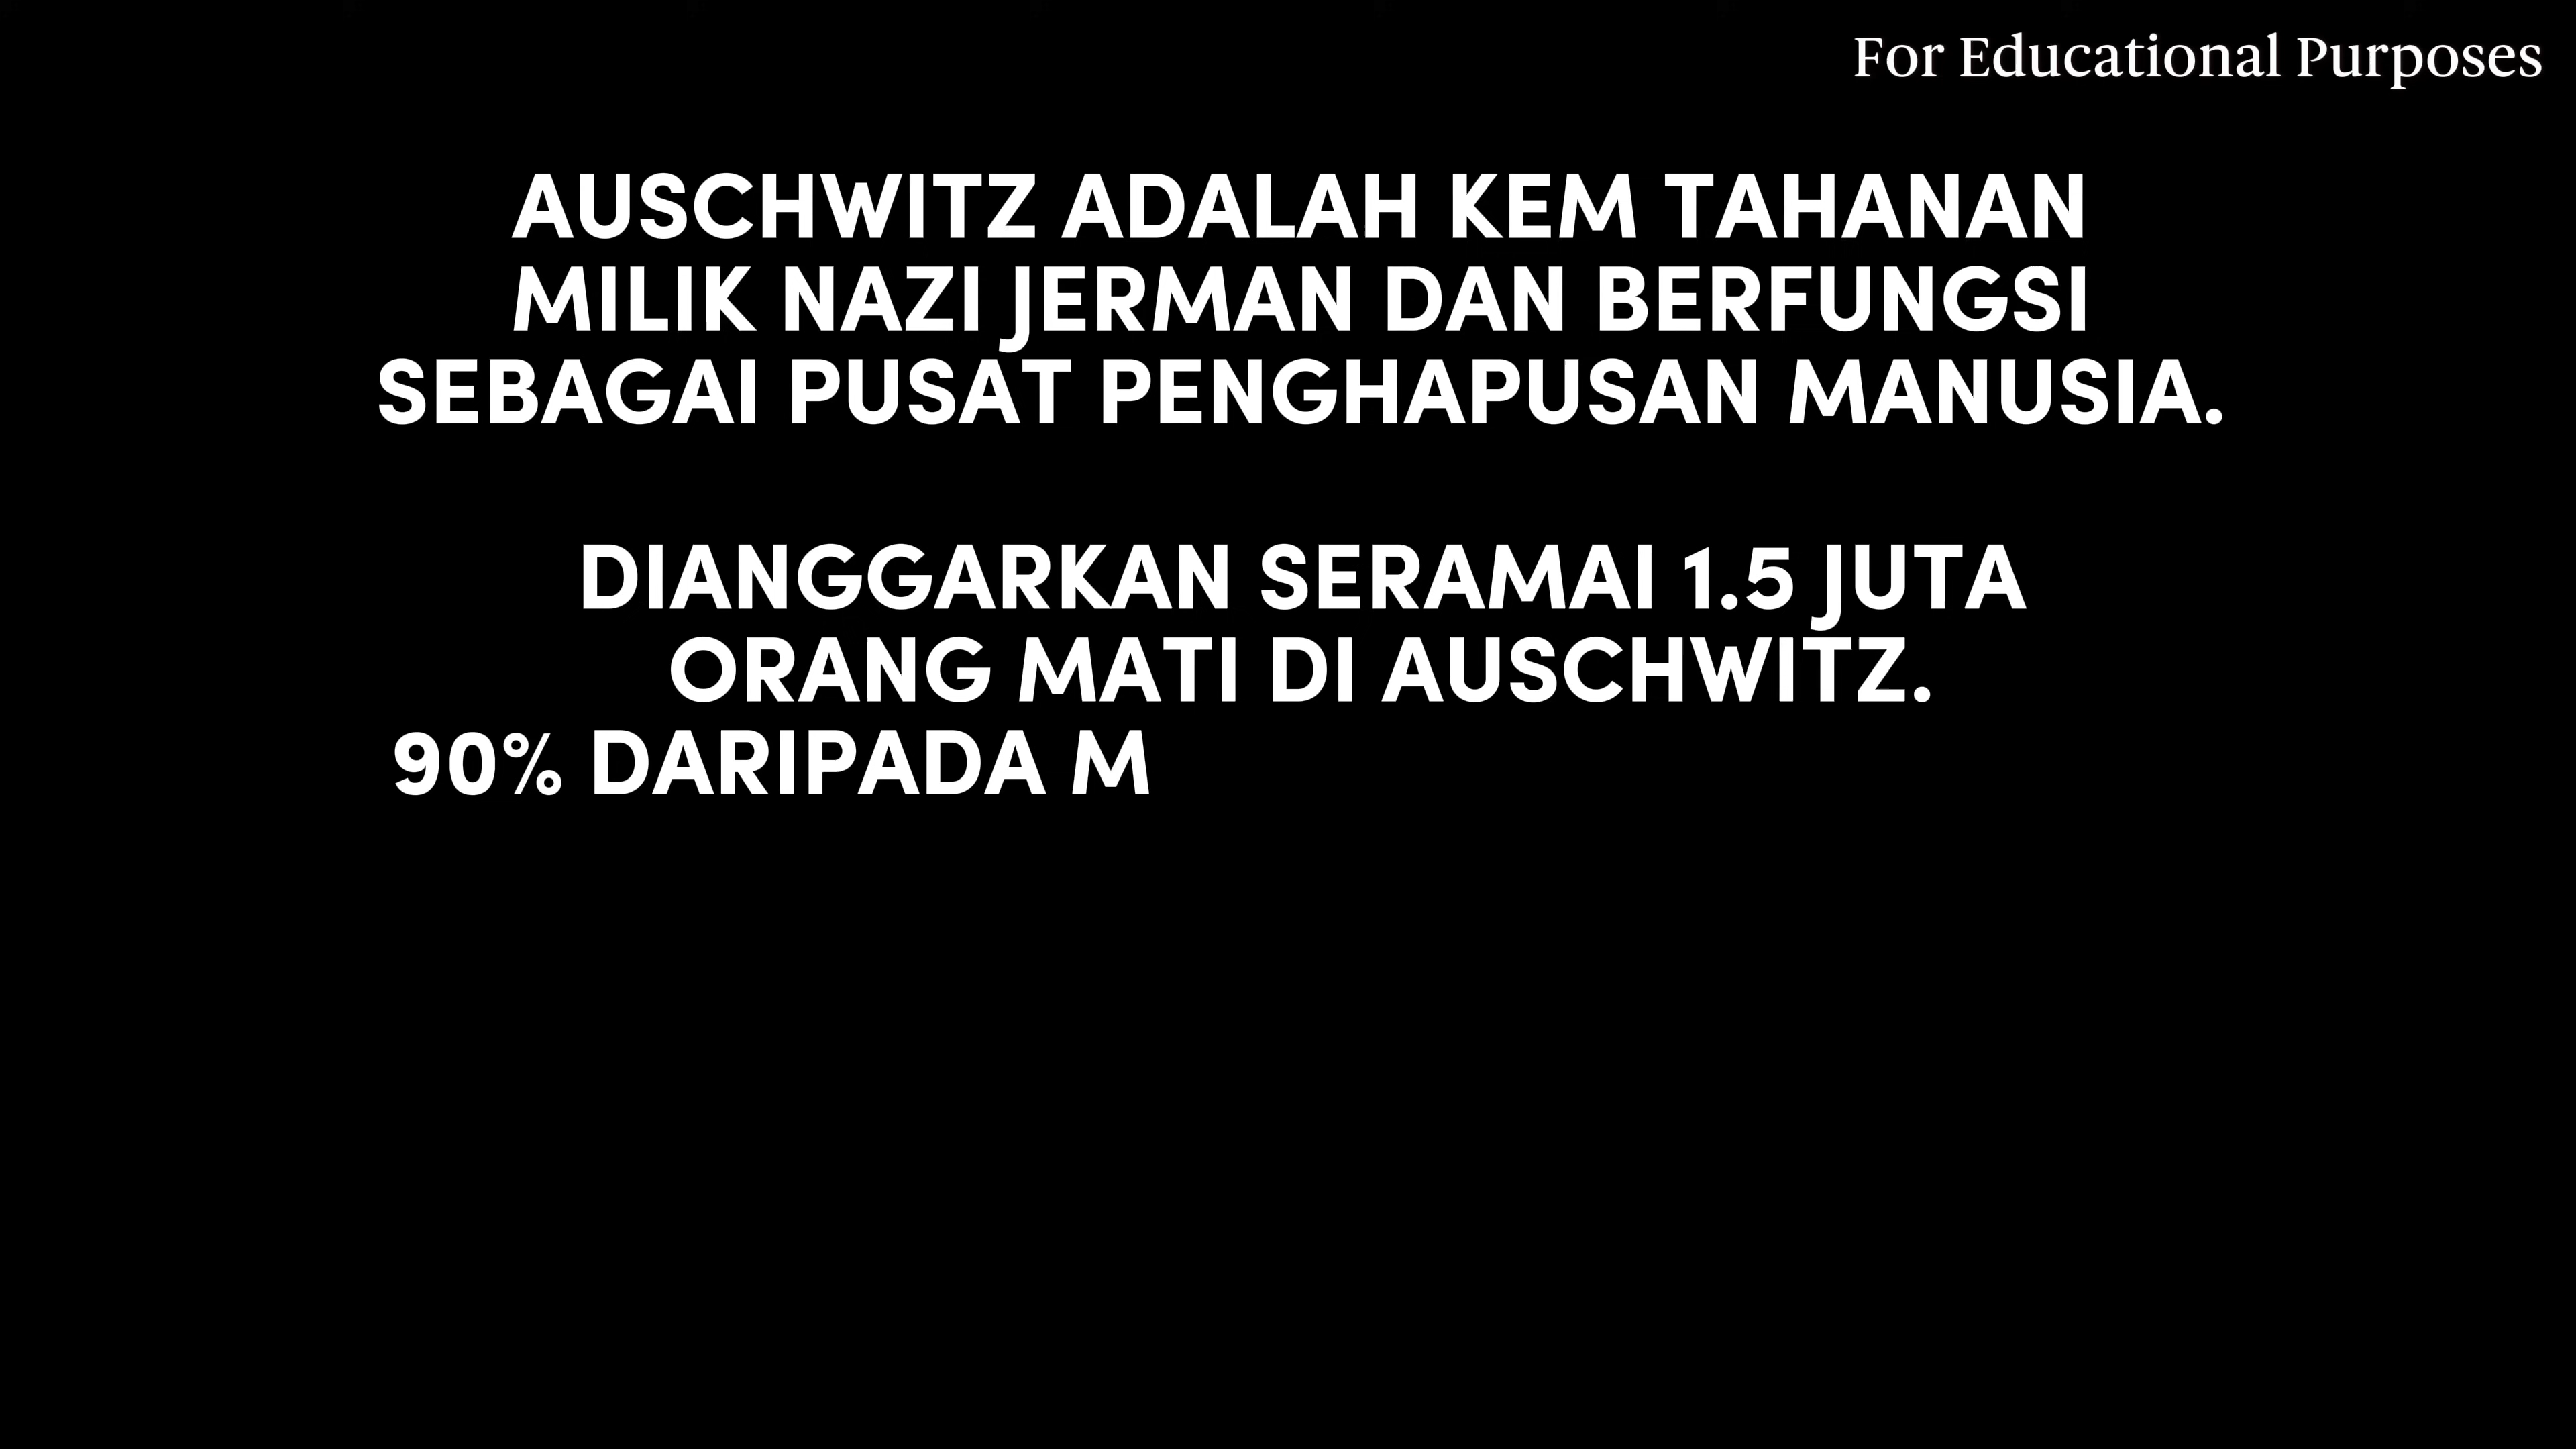 For Educational Purposes
AUSCHWITZ ADALAH KEM TAHANAN
MILIK NAZI JERMAN DAN BERFUNGSI
SEBAGAI PUSAT PENGHAPUSAN MANUSIA.
DIANGGARKAN SERAMAI 1.5 JUTA
ORANG MATI DI AUSCHWITZ.
90% DARIPADA M